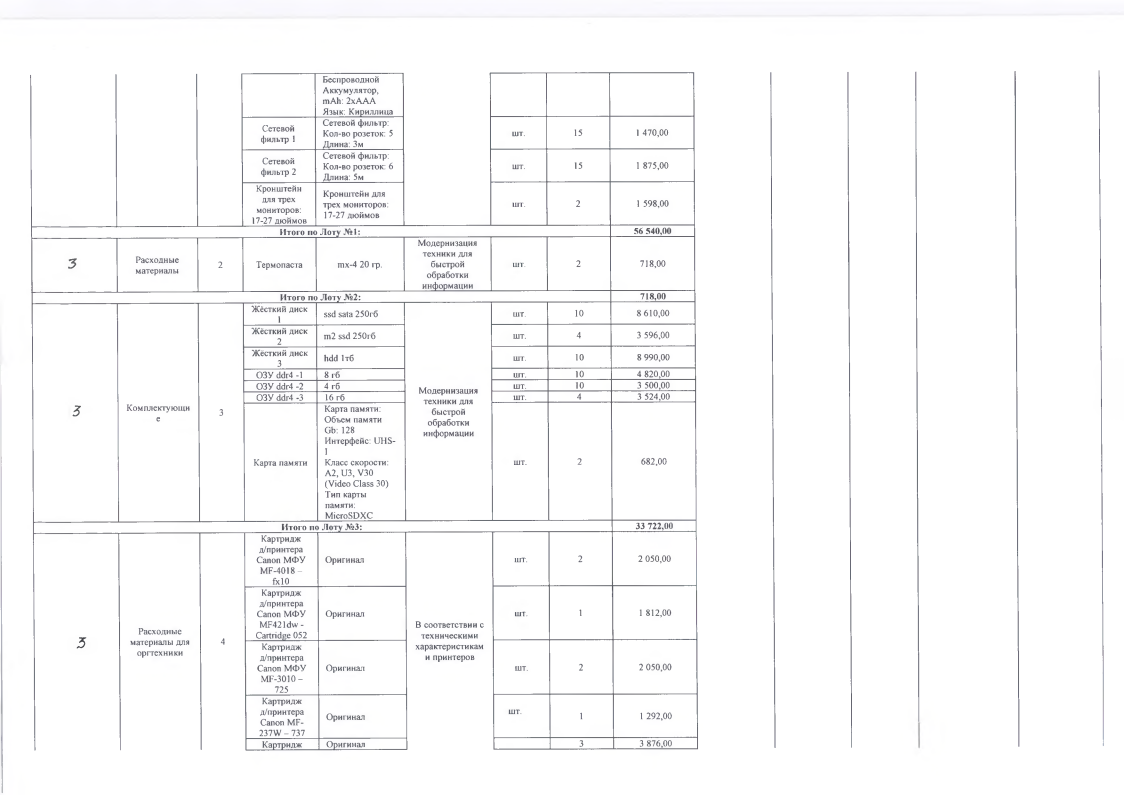 Беспроводной
Аккумулятор,
mAh: 2xAAA
Язык: Кириллица
Сетевой
фильтр 1
Сетевой фильтр:
Кол-во розеток: 5
Длина: 3м
шт.
15
1 470,00
Сетевой
фильтр 2
Сетевой фильтр:
Кол-во розеток: 6
Длина: 5м
шт.
15
1 875,00
Кронштейн
для трех
мониторов:
17-27 дюймов
Кронштейн для
трех мониторов:
17-27 дюймов
шт.
2
1 598,00
Итого по Лоту №1:
56 540,00
3
Расходные
материалы
2
Термопаста
mx-4 20 гр.
Модернизация
техники для
быстрой
обработки
информации
шт.
2
718,00
Итого по Лоту №2:
718,00
3
Комплектующи
е
3
Жёсткий диск
1
ssd sata 250гб
шт.
10
8 610,00
Жёсткий диск
2
m2 ssd 250гб
шт.
4
3 596,00
Жёсткий диск
3
hdd 1тб
шт.
10
8 990,00
ОЗУ ddr4 -1
8 гб
шт.
10
4 820,00
ОЗУ ddr4 -2
4 гб
шт.
10
3 500,00
ОЗУ ddr4 -3
16 гб
шт.
4
3 524,00
Модернизация
техники для
быстрой
обработки
информации
Карта памяти
Карта памяти:
Объем памяти
Gb: 128
Интерфейс: UHS-
I
Класс скорости:
A2, U3, V30
(Video Class 30)
Тип карты
памяти:
MicroSDXC
шт.
2
682,00
Итого по Лоту №3:
33 722,00
3
Расходные
материалы для
оргтехники
4
Картридж
д/принтера
Canon МФУ
MF-4018 –
fx10
Оригинал
шт.
2
2 050,00
Картридж
д/принтера
Canon МФУ
MF421dw -
Cartridge 052
Оригинал
шт.
1
1 812,00
В соответствии с
техническими
характеристикам
и принтеров
Картридж
д/принтера
Canon МФУ
MF-3010 –
725
Оригинал
шт.
2
2 050,00
Картридж
д/принтера
Canon MF-
237W – 737
Оригинал
шт.
1
1 292,00
Картридж
Оригинал
3
3 876,00